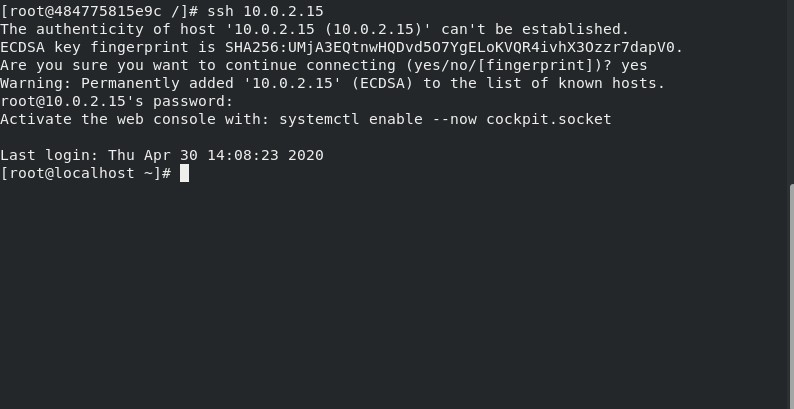 [root@484775815e9c /]# ssh 10.0.2.15
The authenticity of host '10.0.2.15 (10.0.2.15)' can't be established.
ECDSA key fingerprint is SHA256:UMjA3EQtnwHQDvd5O7YgELoKVQR4ivhX3Ozzr7dapV0.
Are you sure you want to continue connecting (yes/no/[fingerprint])? yes
Warning: Permanently added '10.0.2.15' (ECDSA) to the list of known hosts.
root@10.0.2.15's password:
Activate the web console with: systemctl enable --now cockpit.socket
Last login: Thu Apr 30 14:08:23 2020
[root@localhost ~]#